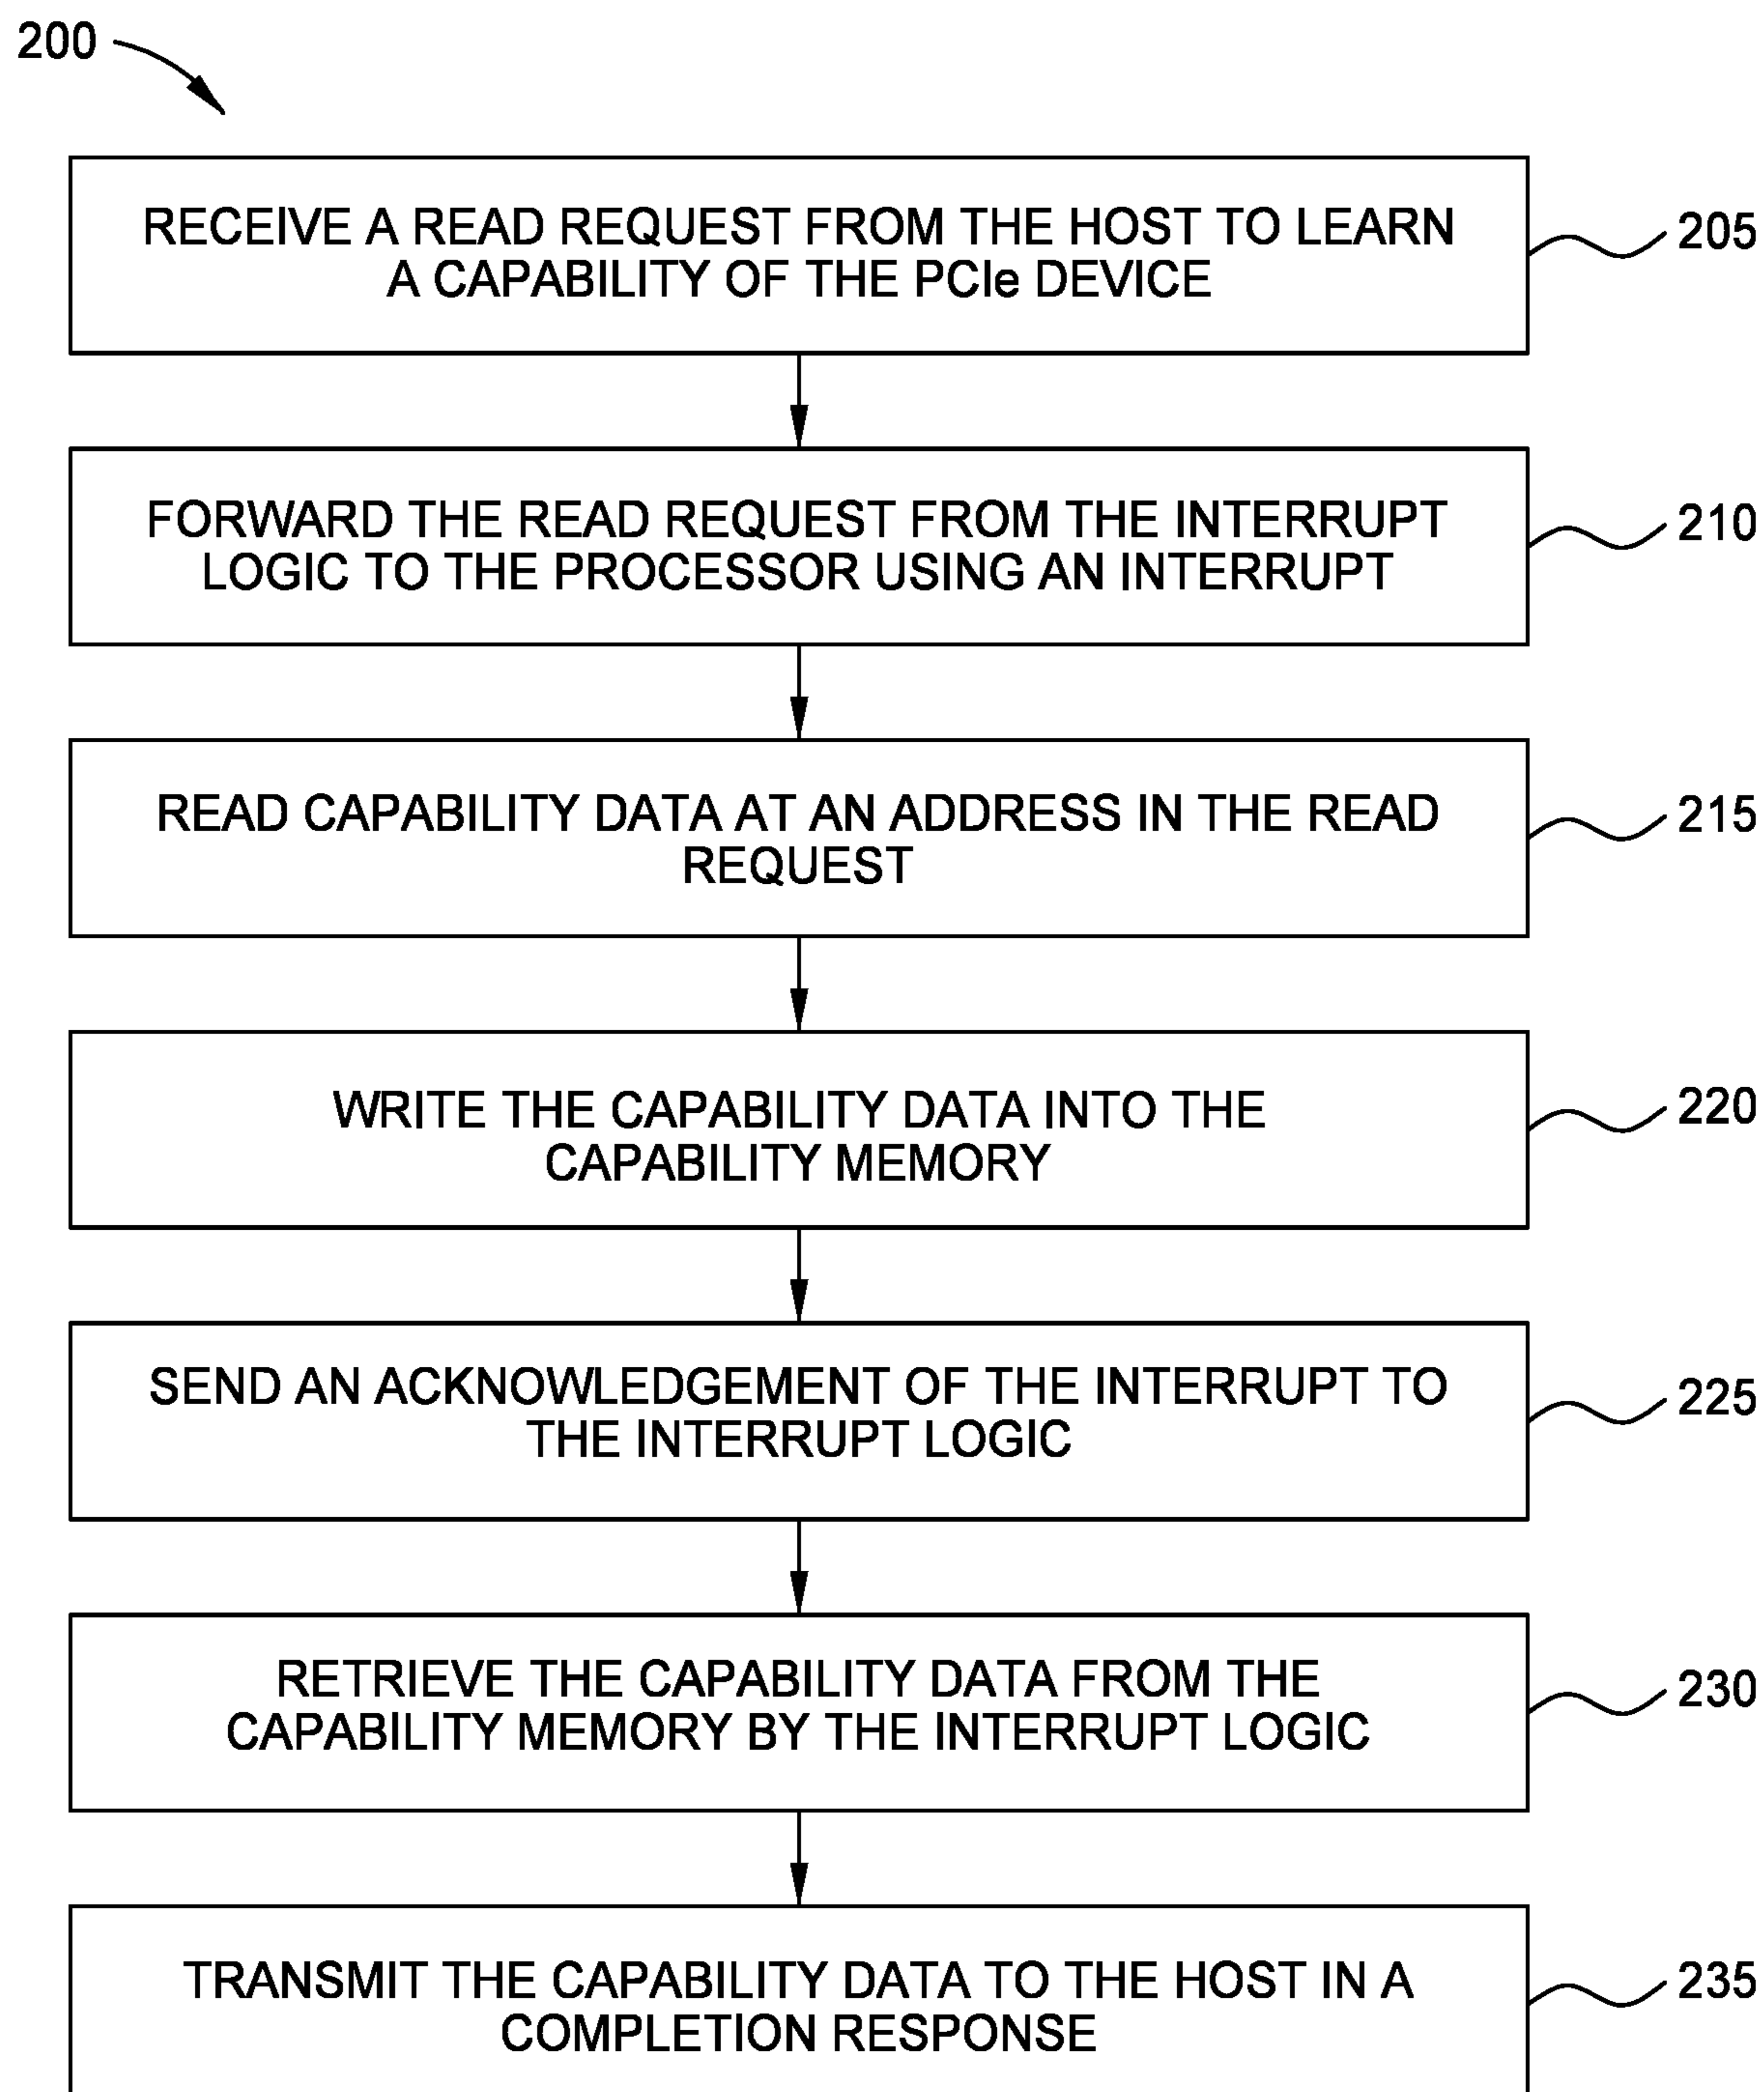 200
RECEIVE A READ REQUEST FROM THE HOST TO LEARN
A CAPABILITY OF THE PCIe DEVICE
205
FORWARD THE READ REQUEST FROM THE INTERRUPT
LOGIC TO THE PROCESSOR USING AN INTERRUPT
210
READ CAPABILITY DATA AT AN ADDRESS IN THE READ
REQUEST
215
WRITE THE CAPABILITY DATA INTO THE
CAPABILITY MEMORY
220
SEND AN ACKNOWLEDGEMENT OF THE INTERRUPT TO
THE INTERRUPT LOGIC
225
RETRIEVE THE CAPABILITY DATA FROM THE
CAPABILITY MEMORY BY THE INTERRUPT LOGIC
230
TRANSMIT THE CAPABILITY DATA TO THE HOST IN A
COMPLETION RESPONSE
235